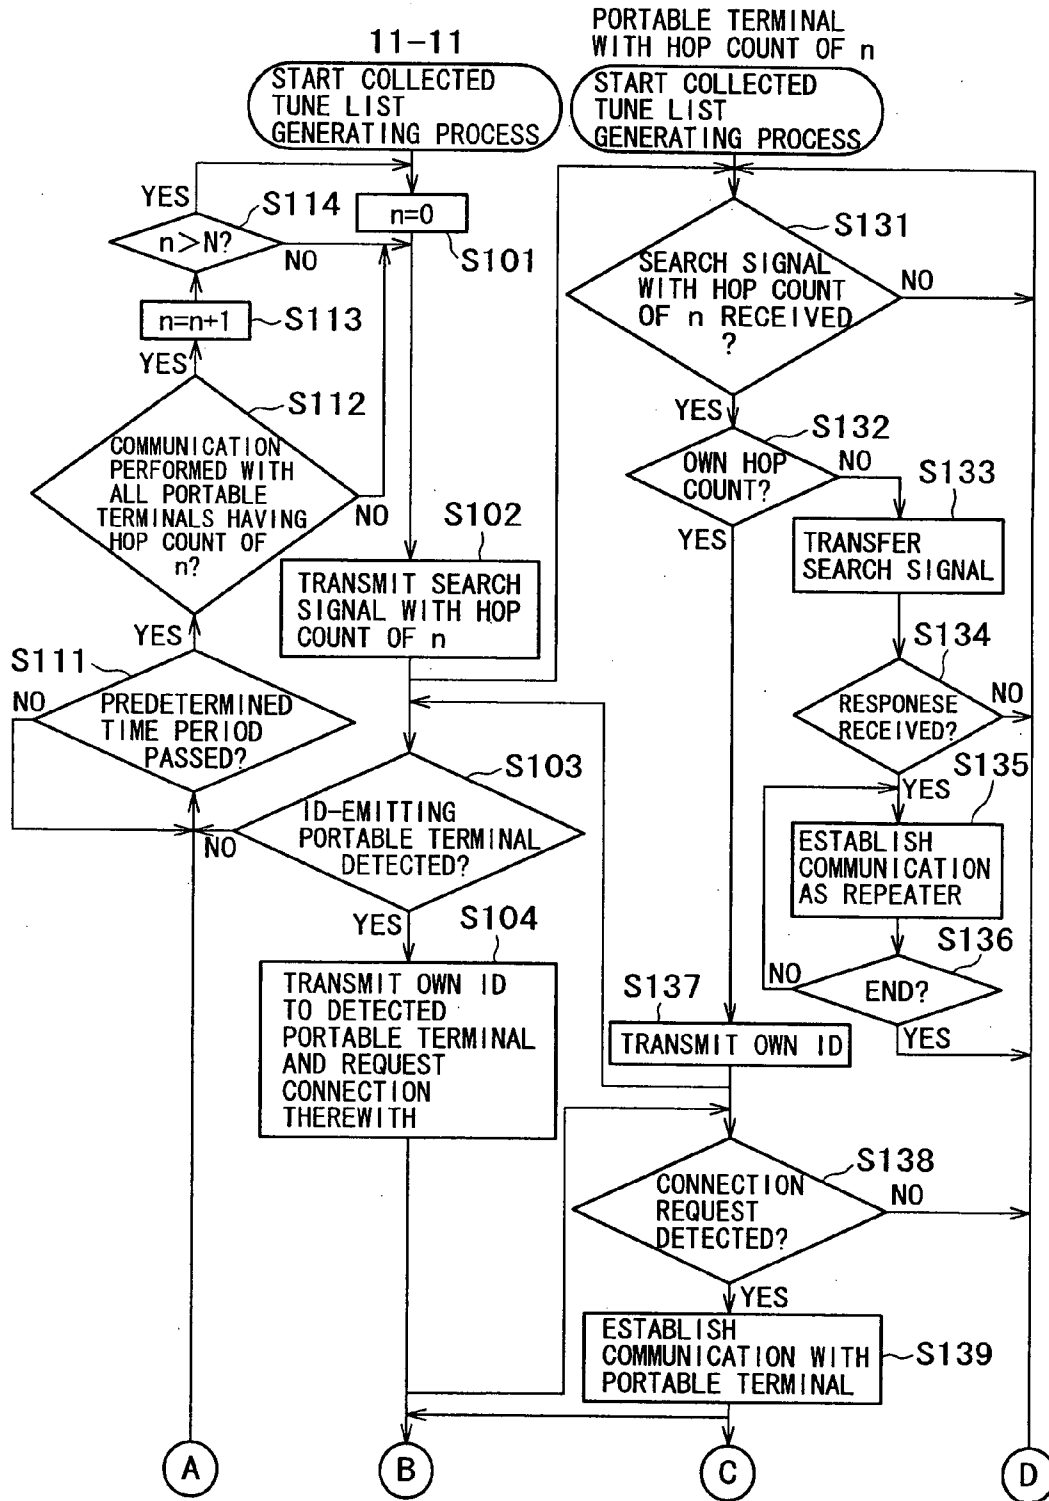 11-11
START COLLECTED
TUNE LIST
GENERATING PROCESS
PORTABLE TERMINAL
WITH HOP COUNT OF n
START COLLECTED
TUNE LIST
GENERATING PROCESS
YES
n>N?
S114
NO
n=0
S101
n=n+1
S113
YES
COMMUNICATION
PERFORMED WITH
ALL PORTABLE
TERMINALS HAVING
HOP COUNT OF
n?
S112
NO
YES
S111
NO
PREDETERMINED
TIME PERIOD
PASSED?
S102
TRANSMIT SEARCH
SIGNAL WITH HOP
COUNT OF n
S103
ID-EMITTING
PORTABLE TERMINAL
DETECTED?
NO
YES
S104
TRANSMIT OWN ID
TO DETECTED
PORTABLE TERMINAL
AND REQUEST
CONNECTION
THEREWITH
S131
SEARCH SIGNAL
WITH HOP COUNT
OF n RECEIVED
?
NO
YES
S132
OWN HOP
COUNT?
NO
YES
S133
TRANSFER
SEARCH SIGNAL
S134
RESPONESE
RECEIVED?
NO
YES
S135
ESTABLISH
COMMUNICATION
AS REPEATER
S136
NO
END?
YES
S137
TRANSMIT OWN ID
S138
CONNECTION
REQUEST
DETECTED?
NO
YES
ESTABLISH
COMMUNICATION WITH
PORTABLE TERMINAL
S139
A
B
C
D